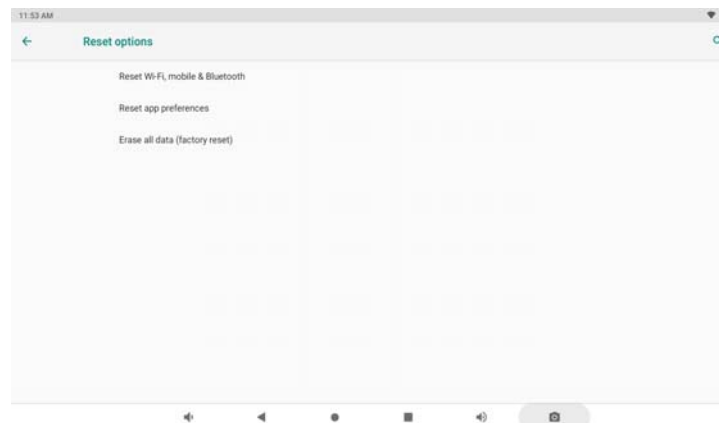 11:53 AM
Reset options
Reset Wi-Fi, mobile & Bluetooth
Reset app preferences
Erase all data (factory reset)